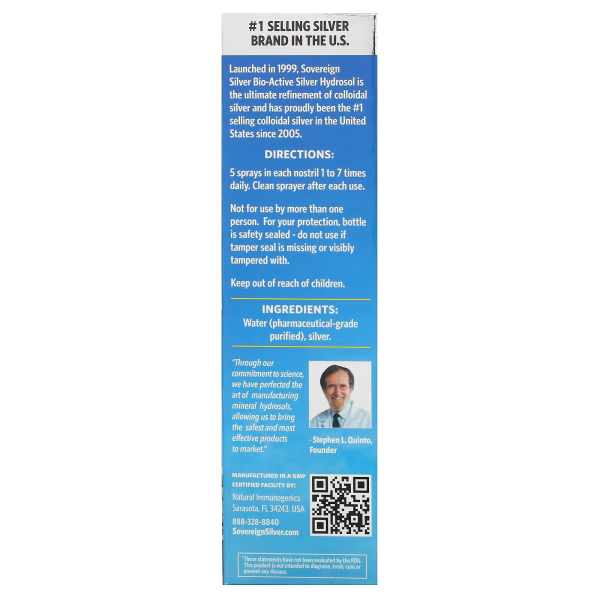 #1 SELLING SILVER
BRAND IN THE U.S.
Launched in 1999, Sovereign
Silver Bio-Active Silver Hydrosol is
the ultimate refinement of colloidal
silver and has proudly been the #1
selling colloidal silver in the United
States since 2005.
DIRECTIONS:
5 sprays in each nostril 1 to 7 times
daily. Clean sprayer after each use.
Not for use by more than one
person. For your protection, bottle
is safety sealed - do not use if
tamper seal is missing or visibly
tampered with.
Keep out of reach of children.
INGREDIENTS:
Water (pharmaceutical-grade
purified), silver.
"Through our
commitment to science,
we have perfected the
art of manufacturing
mineral hydrosols,
allowing us to bring
the safest and most
effective products
to market."
- Stephen L. Quinto,
Founder
MANUFACTURED IN A GMP
CERTIFIED FACILITY BY:
Natural Immunogenics
Sarasota, FL 34243, USA
888-328-8840
SovereignSilver.com
*These statements have not been evaluated by the FDA.
This product is not intended to diagnose, treat, cure or
prevent any disease.